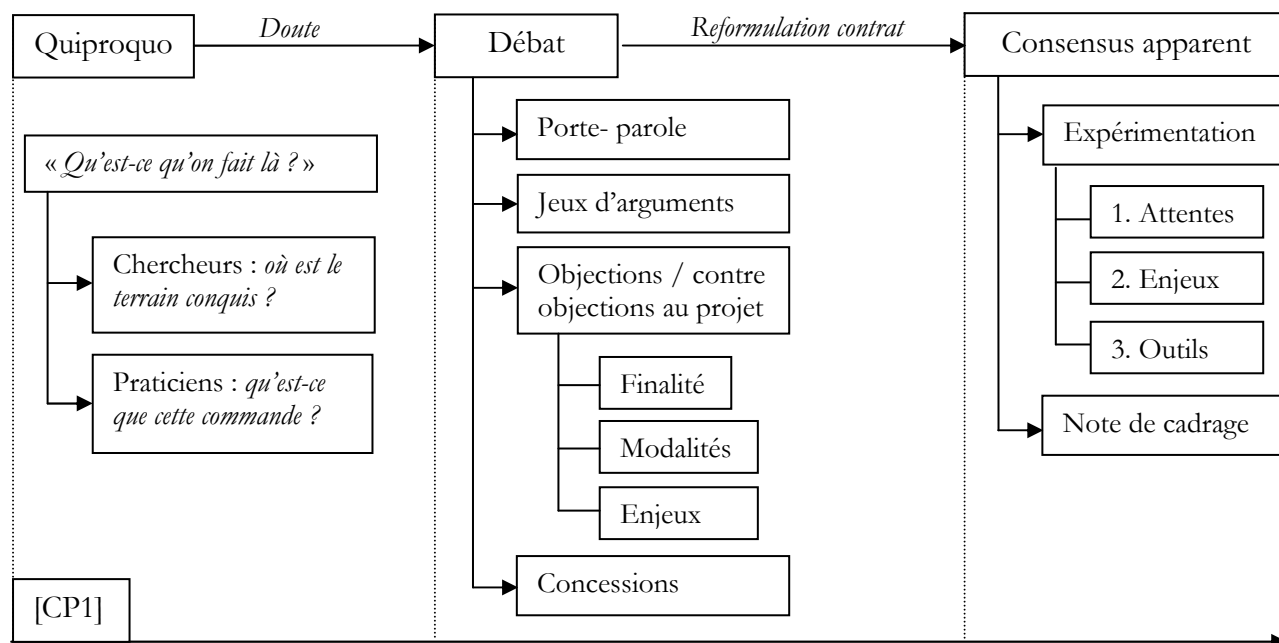 Quiproquo
Doute
Débat
Reformulation contrat
Consensus apparent
« Qu'est-ce qu'on fait là ? »
Chercheurs : où est le
terrain conquis ?
Praticiens : qu'est-ce
que cette commande ?
Porte- parole
Jeux d'arguments
Objections / contre
objections au projet
Finalité
Modalités
Enjeux
Concessions
Expérimentation
1. Attentes
2. Enjeux
3. Outils
Note de cadrage
[CP1]